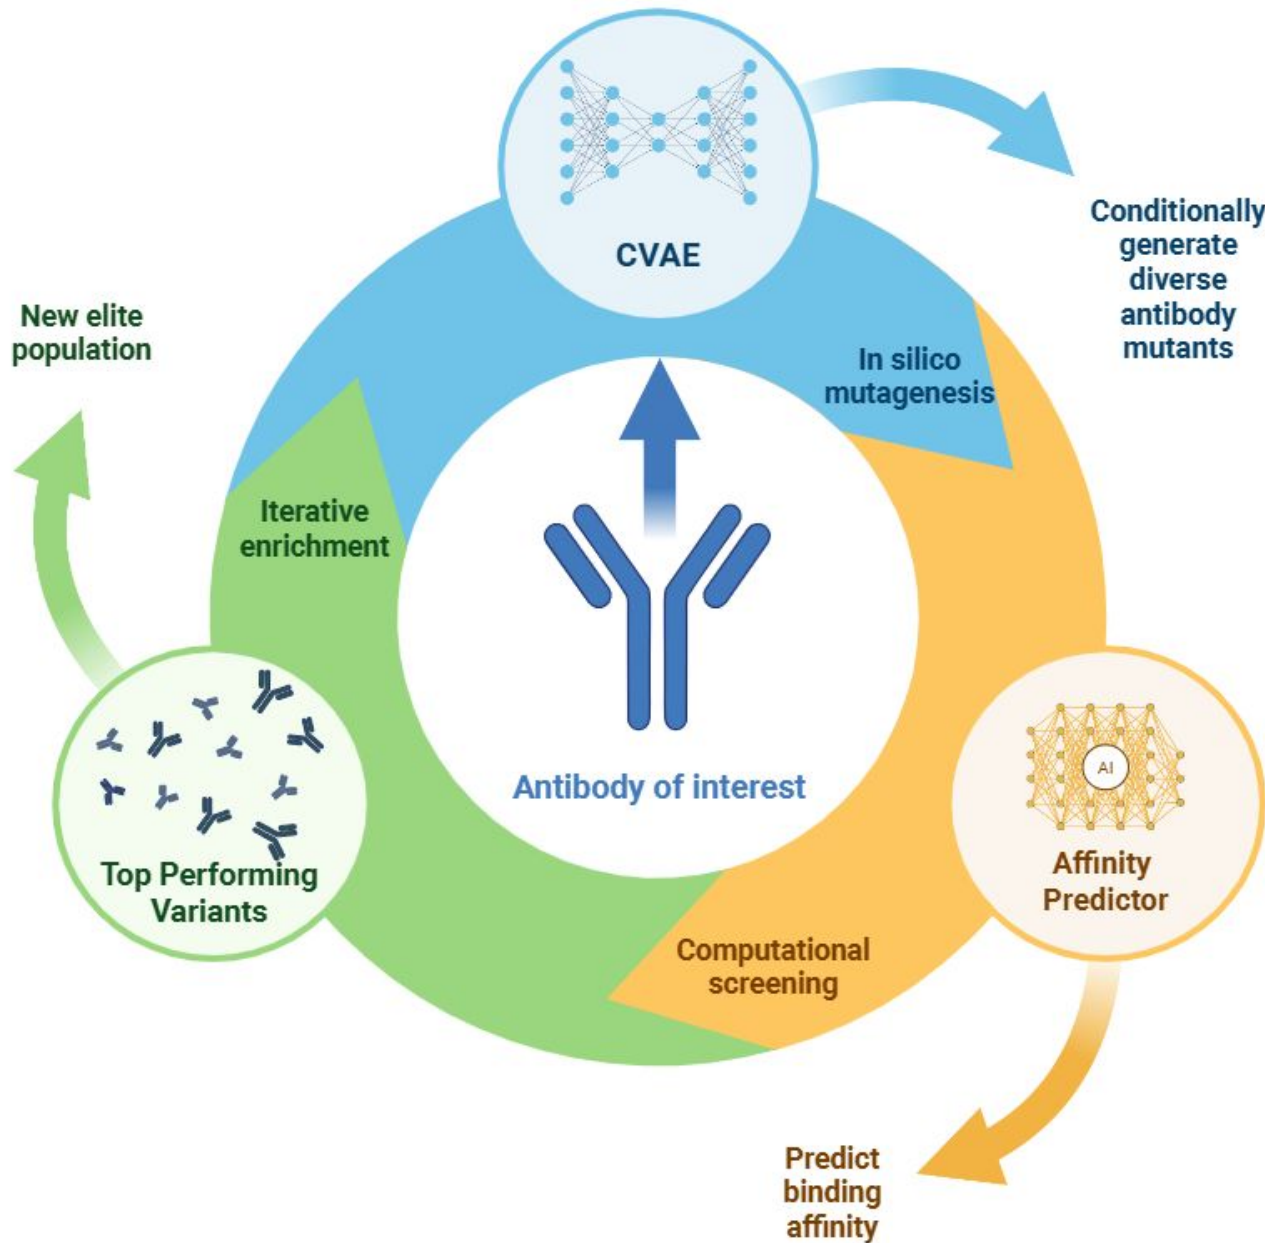 CVAE
Conditionally
generate
diverse
antibody
mutants
In silico
mutagenesis
New elite
population
Iterative
enrichment
Antibody of interest
AI
Affinity
Predictor
Top Performing
Variants
Computational
screening
Predict
binding
affinity